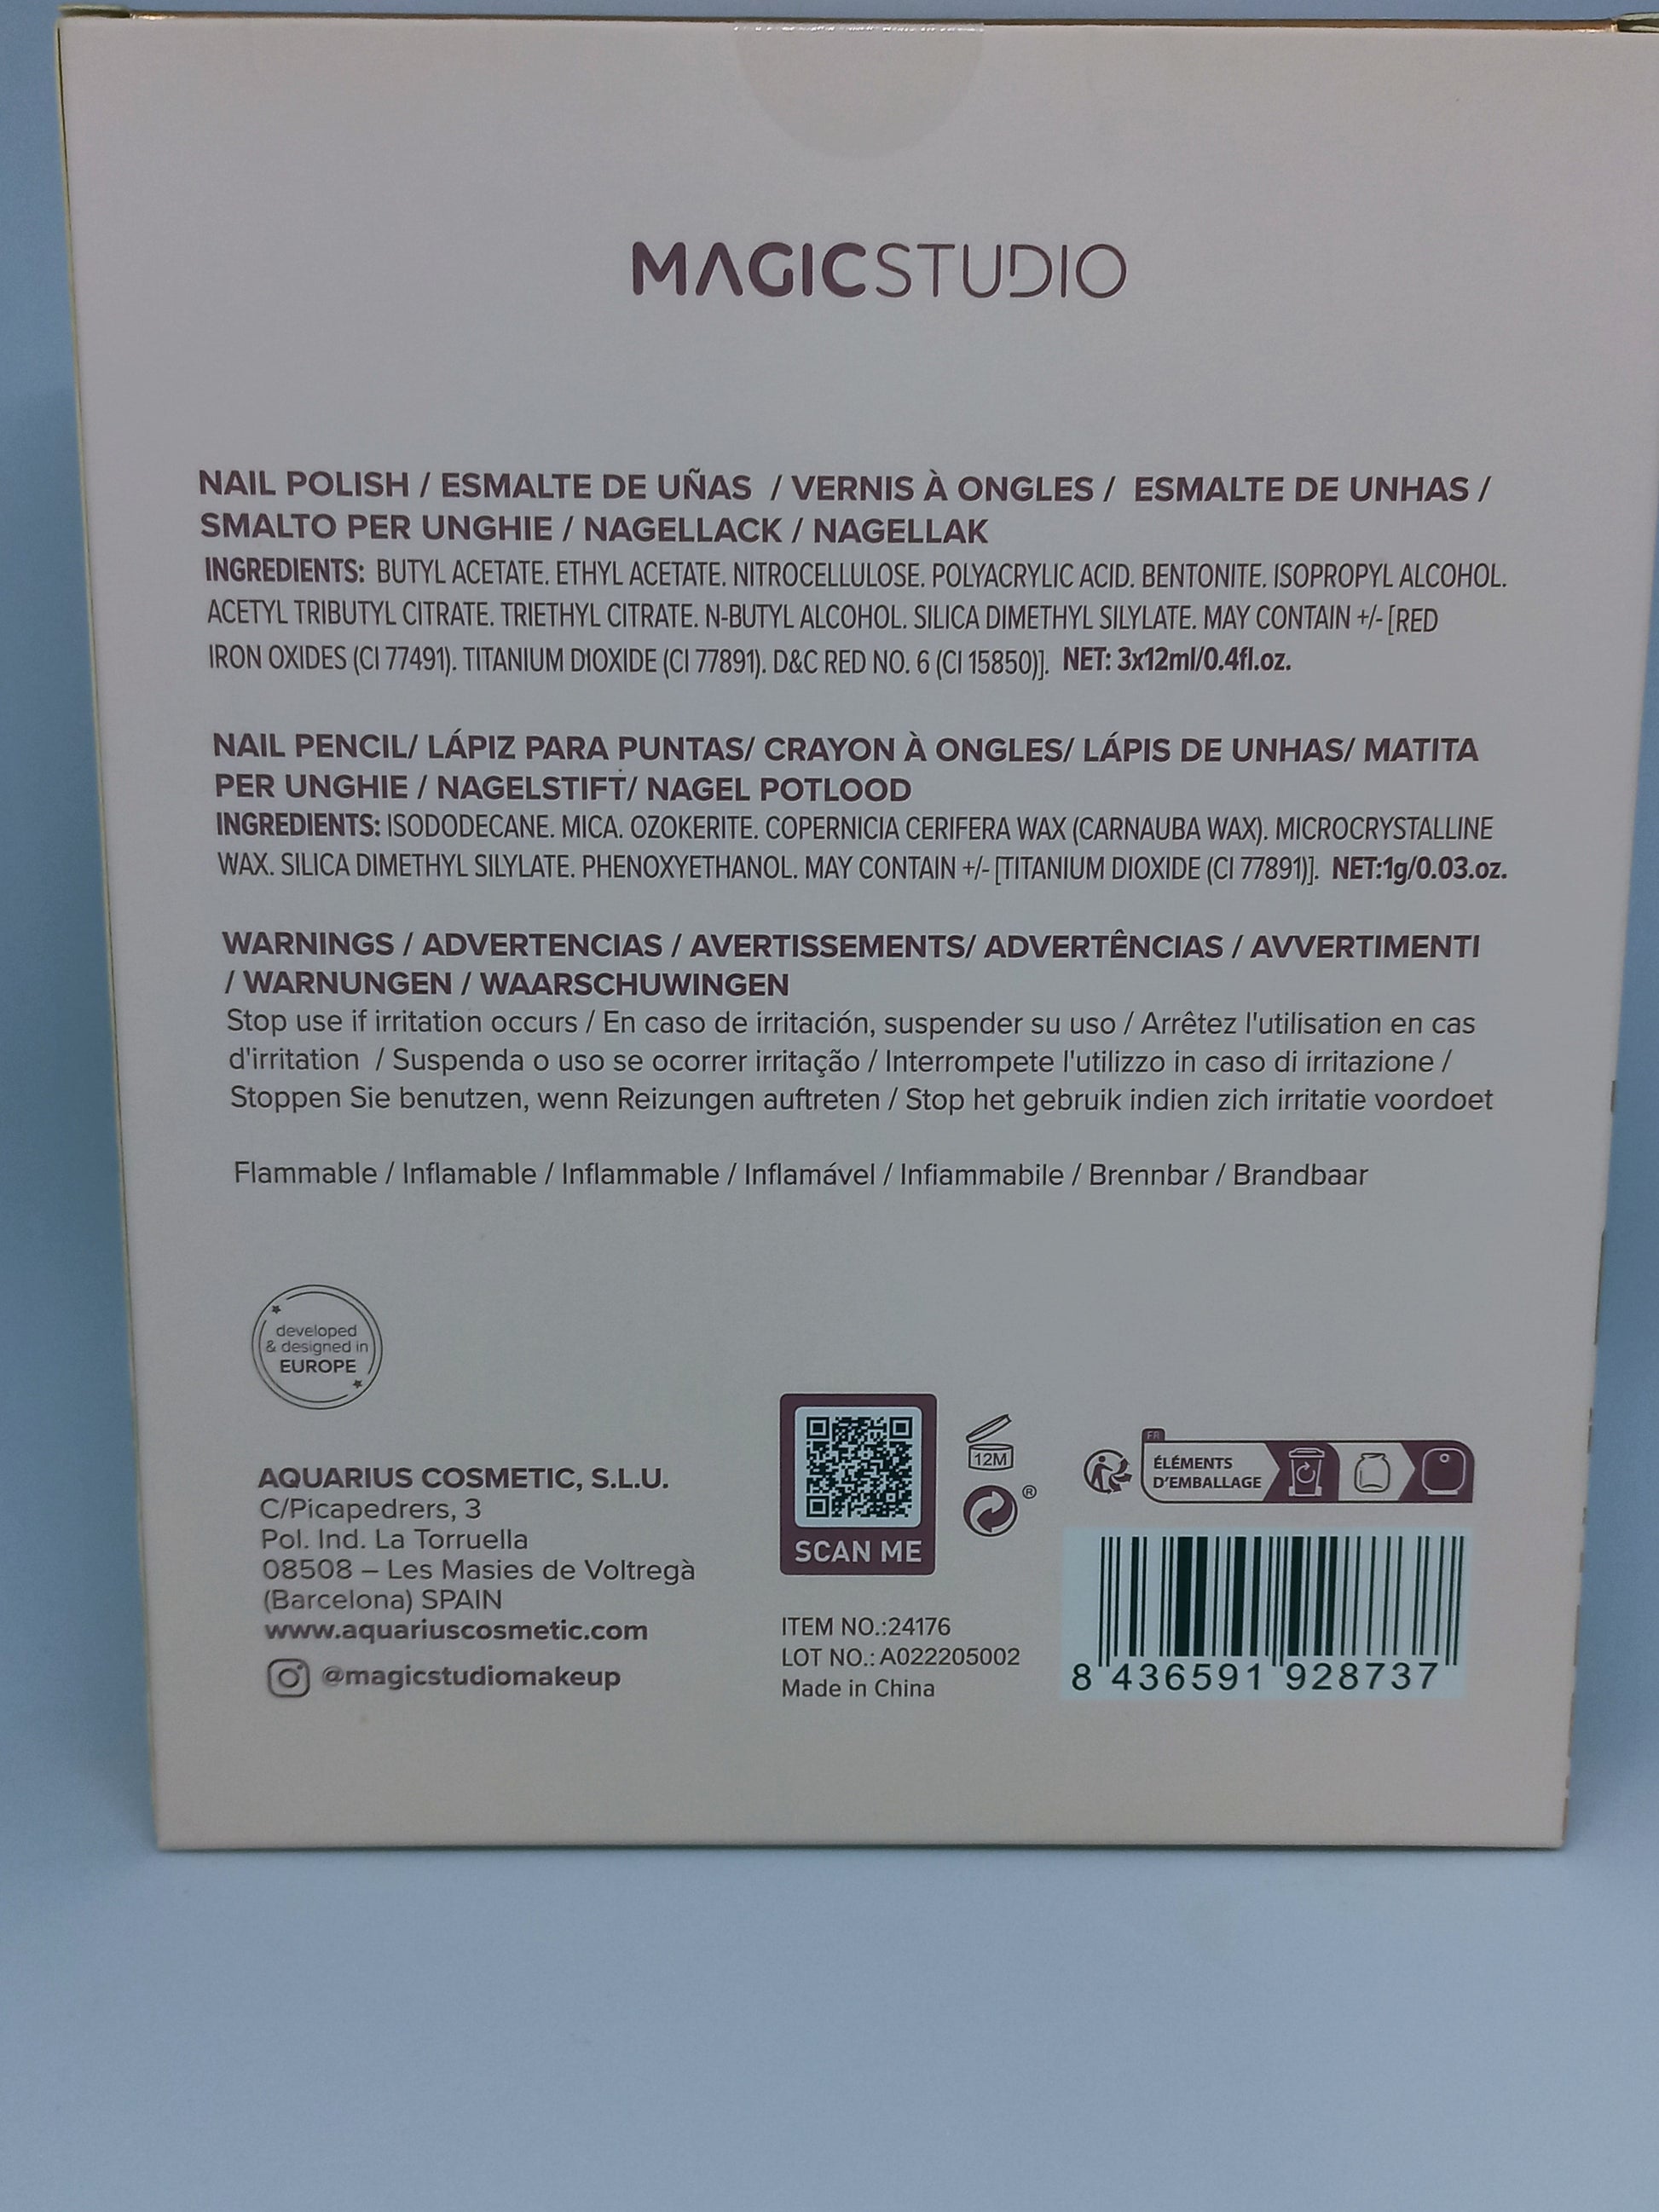 MAGICSTUDIO
NAIL POLISH / ESMALTE DE UÑAS / VERNIS À ONGLES / ESMALTE DE UNHAS /
SMALTO PER UNGHIE / NAGELLACK / NAGELLAK
INGREDIENTS: BUTYL ACETATE. ETHYL ACETATE. NITROCELLULOSE. POLYACRYLIC ACID. BENTONITE. ISOPROPYL ALCOHOL.
ACETYL TRIBUTYL CITRATE. TRIETHYL CITRATE. N-BUTYL ALCOHOL. SILICA DIMETHYL SILYLATE. MAY CONTAIN +/- [RED
IRON OXIDES (CI 77491). TITANIUM DIOXIDE (CI 77891). D&C RED NO. 6 (CI 15850)]. NET: 3x12ml/0.4fl.oz.
NAIL PENCIL/ LÁPIZ PARA PUNTAS/ CRAYON À ONGLES/ LÁPIS DE UNHAS/ MATITA
PER UNGHIE / NAGELSTIFT/ NAGEL POTLOOD
INGREDIENTS: ISODODECANE. MICA. OZOKERITE. COPERNICIA CERIFERA WAX (CARNAUBA WAX). MICROCRYSTALLINE
WAX. SILICA DIMETHYL SILYLATE. PHENOXYETHANOL. MAY CONTAIN +/- [TITANIUM DIOXIDE (CI 77891)]. NET:1g/0.03.oz.
WARNINGS / ADVERTENCIAS / AVERTISSEMENTS/ ADVERTÊNCIAS / AVVERTIMENTI
/ WARNUNGEN / WAARSCHUWINGEN
Stop use if irritation occurs / En caso de irritación, suspender su uso / Arrêtez l'utilisation en cas
d'irritation / Suspenda o uso se ocorrer irritação / Interrompete l'utilizzo in caso di irritazione /
Stoppen Sie benutzen, wenn Reizungen auftreten / Stop het gebruik indien zich irritatie voordoet
Flammable / Inflamable / Inflammable / Inflamável / Infiammabile / Brennbar / Brandbaar
developed
& designed in
EUROPE
AQUARIUS COSMETIC, S.L.U.
C/Picapedrers, 3
Pol. Ind. La Torruella
08508 – Les Masies de Voltregà
(Barcelona) SPAIN
www.aquariuscosmetic.com
@magicstudiomakeup
SCAN ME
12M
®
ITEM NO.:24176
LOT NO.: A022205002
Made in China
FR
ÉLÉMENTS
D'EMBALLAGE
8 436591 928737